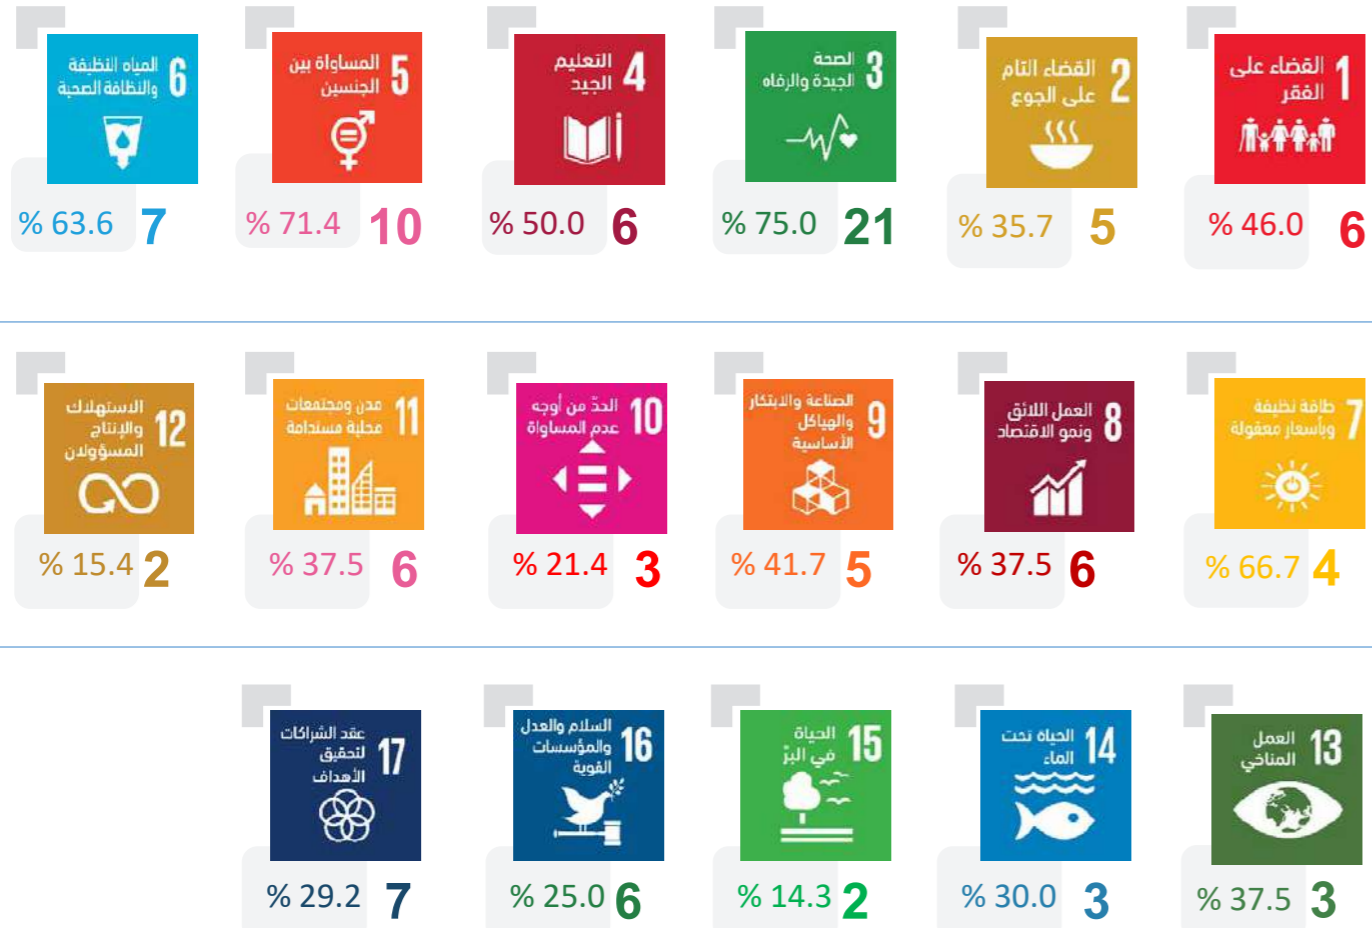 1 القضاء على
الفقر
% 46.0 6
2 القضاء التام
على الجوع
% 35.7 5
3 الصحة
الجيدة والرفاه
% 75.0 21
4 التعليم
الجيد
% 50.0 6
5 المساواة بين
الجنسين
% 71.4 10
6 المياه النظيفة
والنظافة الصحية
% 63.6 7
7 طاقة نظيفة
وبأسعار معقولة
% 66.7 4
8 العمل اللائق
ونمو الاقتصاد
% 37.5 6
9 الصناعة والابتكار
والهياكل
الأساسية
% 41.7 5
10 الحدّ من أوجه
عدم المساواة
% 21.4 3
11 مدن ومجتمعات
محلية مستدامة
% 37.5 6
12 الاستهلاك
والإنتاج
المسؤولان
% 15.4 2
13 العمل
المناخي
% 37.5 3
14 الحياة تحت
الماء
% 30.0 3
15 الحياة
في البرّ
% 14.3 2
16 السلام والعدل
والمؤسسات
القوية
% 25.0 6
17 عقد الشراكات
لتحقيق
الأهداف
% 29.2 7